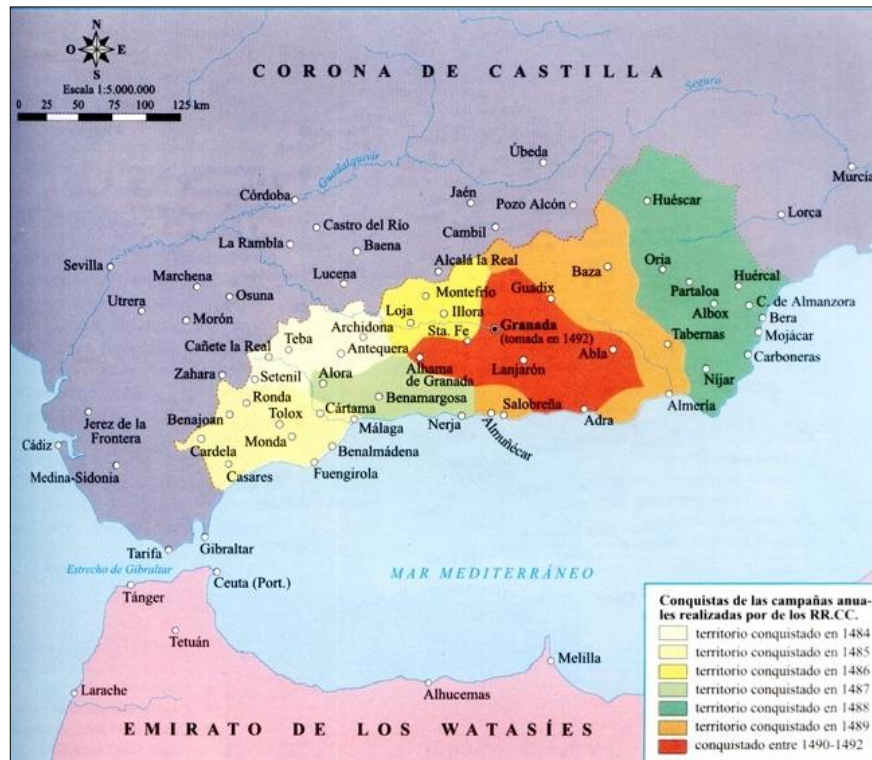 N
O E
S
Escala 1:5.000.000
0 25 50 75 100 125 km
CORONA DE CASTILLA
Segura
Guadalquivir
Úbeda
Murcia
Córdoba
Jaén
Pozo Alcón
Huéscar
Lorca
Castro del Río
Cambil
La Rambla
Baena
Alcalá la Real
Sevilla
Marchena
Lucena
Baza
Oria
Huércal
Utrera
Osuna
Montefrío
Guadix
Partaloa
Morón
Loja
Illora
Albox
C. de Almanzora
Archidona
Sta. Fe
Granada
(tomada en 1492)
Bera
Teba
Mojácar
Cañete la Real
Antequera
Tabernas
Carboneras
Zahara
Setenil
Alora
Alhama
de Granada
Lanjarón
Abla
Níjar
Ronda
Benamargosa
Benajoan
Tolox
Cártama
Salobreña
Almería
Jerez de la
Frontera
Málaga
Nerja
Almuñécar
Adra
Cádiz
Cardela
Monda
Benalmádena
Medina-Sidonia
Casares
Fuengirola
Gibraltar
Tarifa
Estrecho de Gibraltar
Ceuta (Port.)
MAR MEDITERRÁNEO
Tánger
Tetuán
Melilla
Larache
Alhucemas
EMIRATO DE LOS WATASÍES
Conquistas de las campañas anua-
les realizadas por de los RR.CC.
territorio conquistado en 1484
territorio conquistado en 1485
territorio conquistado en 1486
territorio conquistado en 1487
territorio conquistado en 1488
territorio conquistado en 1489
conquistado entre 1490-1492